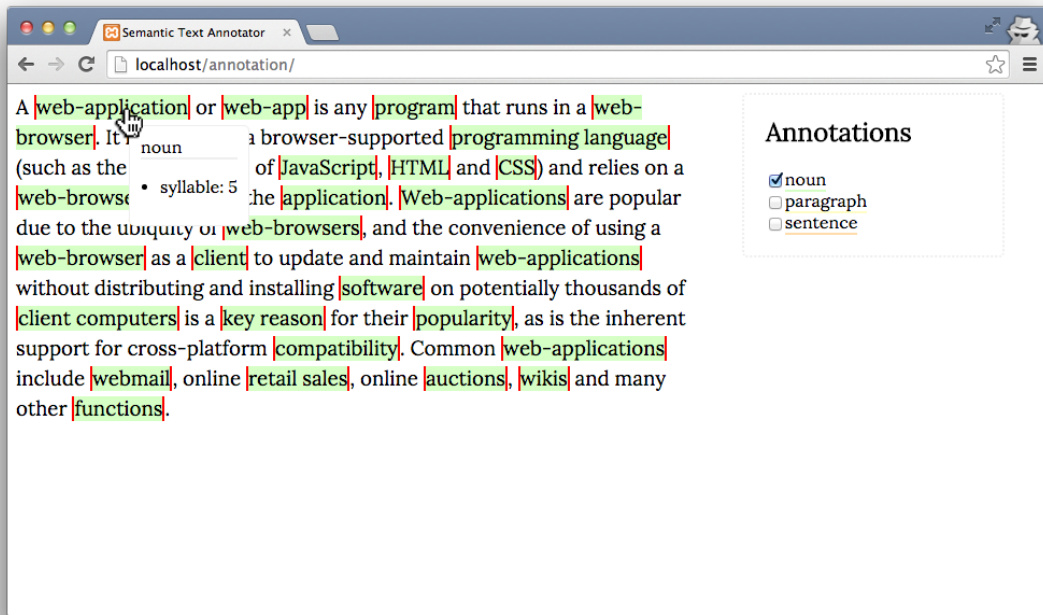 Semantic Text Annotator
localhost/annotation/
A web-application or web-app is any program that runs in a web-
browser. It a browser-supported programming language
(such as the of JavaScript, HTML and CSS) and relies on a
web-browse the application. Web-applications are popular
due to the ubiquity of web-browsers, and the convenience of using a
web-browser as a client to update and maintain web-applications
without distributing and installing software on potentially thousands of
client computers is a key reason for their popularity, as is the inherent
support for cross-platform compatibility. Common web-applications
include webmail, online retail sales, online auctions, wikis and many
other functions.
noun
• syllable: 5
Annotations
noun
paragraph
sentence